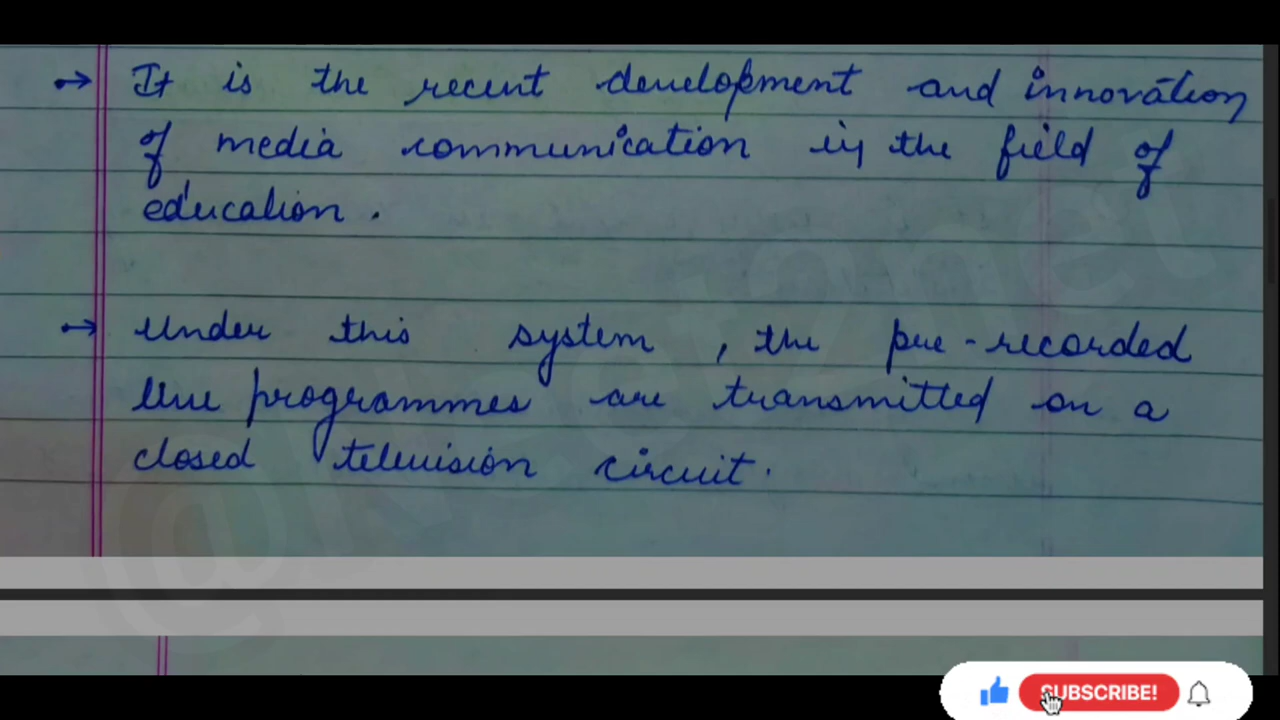 → It is the recent development and innovation
of media communication in the field of
education.
→ Under this system, the pre-recorded
live programmes are transmitted on a
closed television circuit.
SUBSCRIBE!